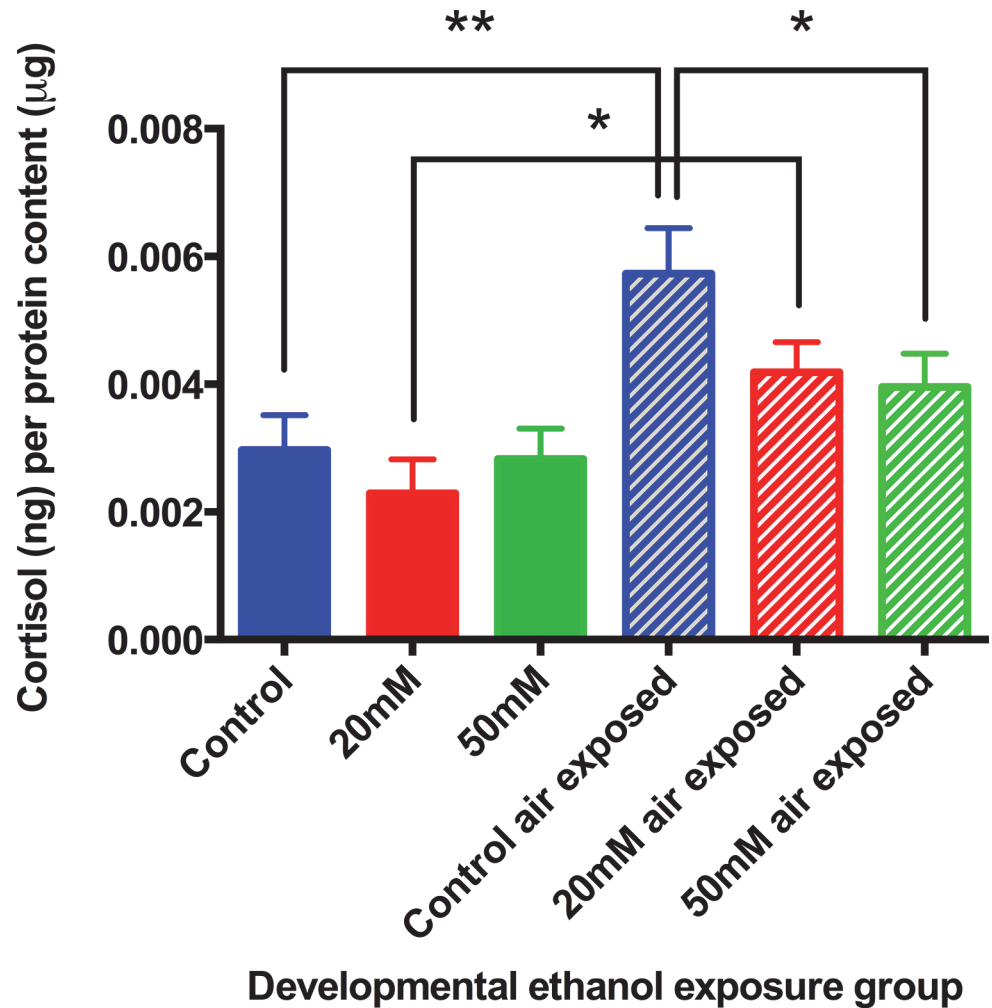 ** *
*
Cortisol (ng) per protein content (μg)
0.008
0.006
0.004
0.002
0.000
Control
20mM
50mM
Control air exposed
20mM air exposed
50mM air exposed
Developmental ethanol exposure group